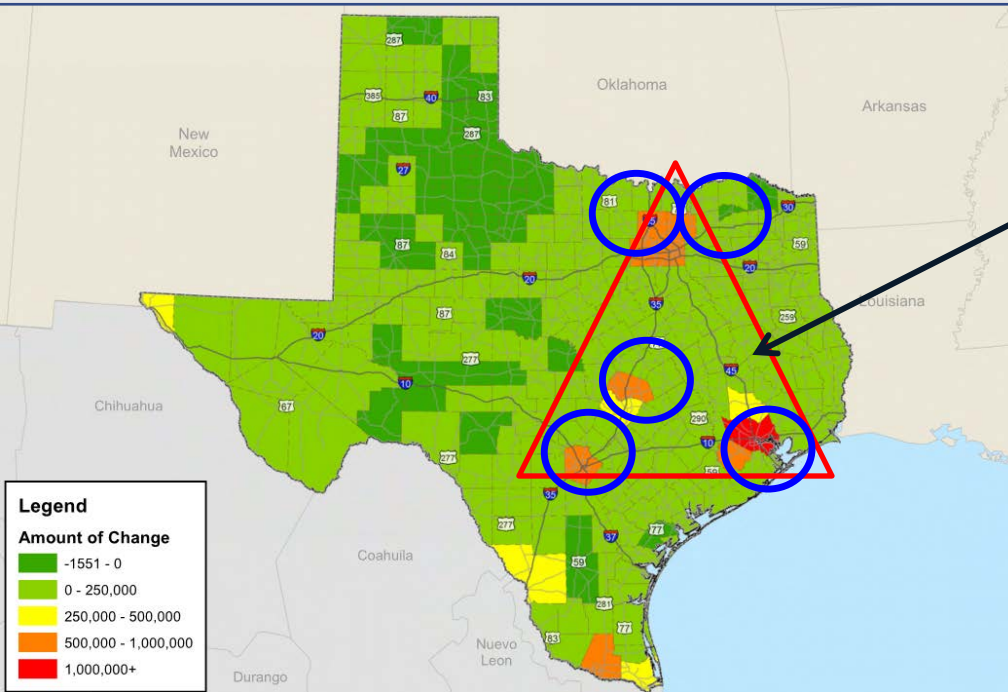 287
Oklahoma
385
40
83
87
Arkansas
New
Mexico
287
27
81
35
30
87
84
59
20
20
Louisiana
87
35
259
20
277
45
10
Chihuahua
67
290
10
277
59
35
277
77
37
Coahuila
59
281
83
77
Nuevo
Leon
Durango
Legend
Amount of Change
-1551 - 0
0 - 250,000
250,000 - 500,000
500,000 - 1,000,000
1,000,000+